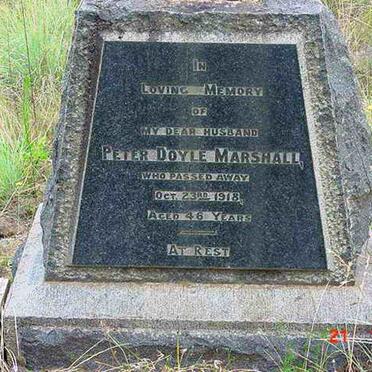 In
Loving Memory
of
my dear husband
Peter Doyle Marshall,
who passed away
Oct. 23rd 1918,
Aged 46 Years
At Rest
21